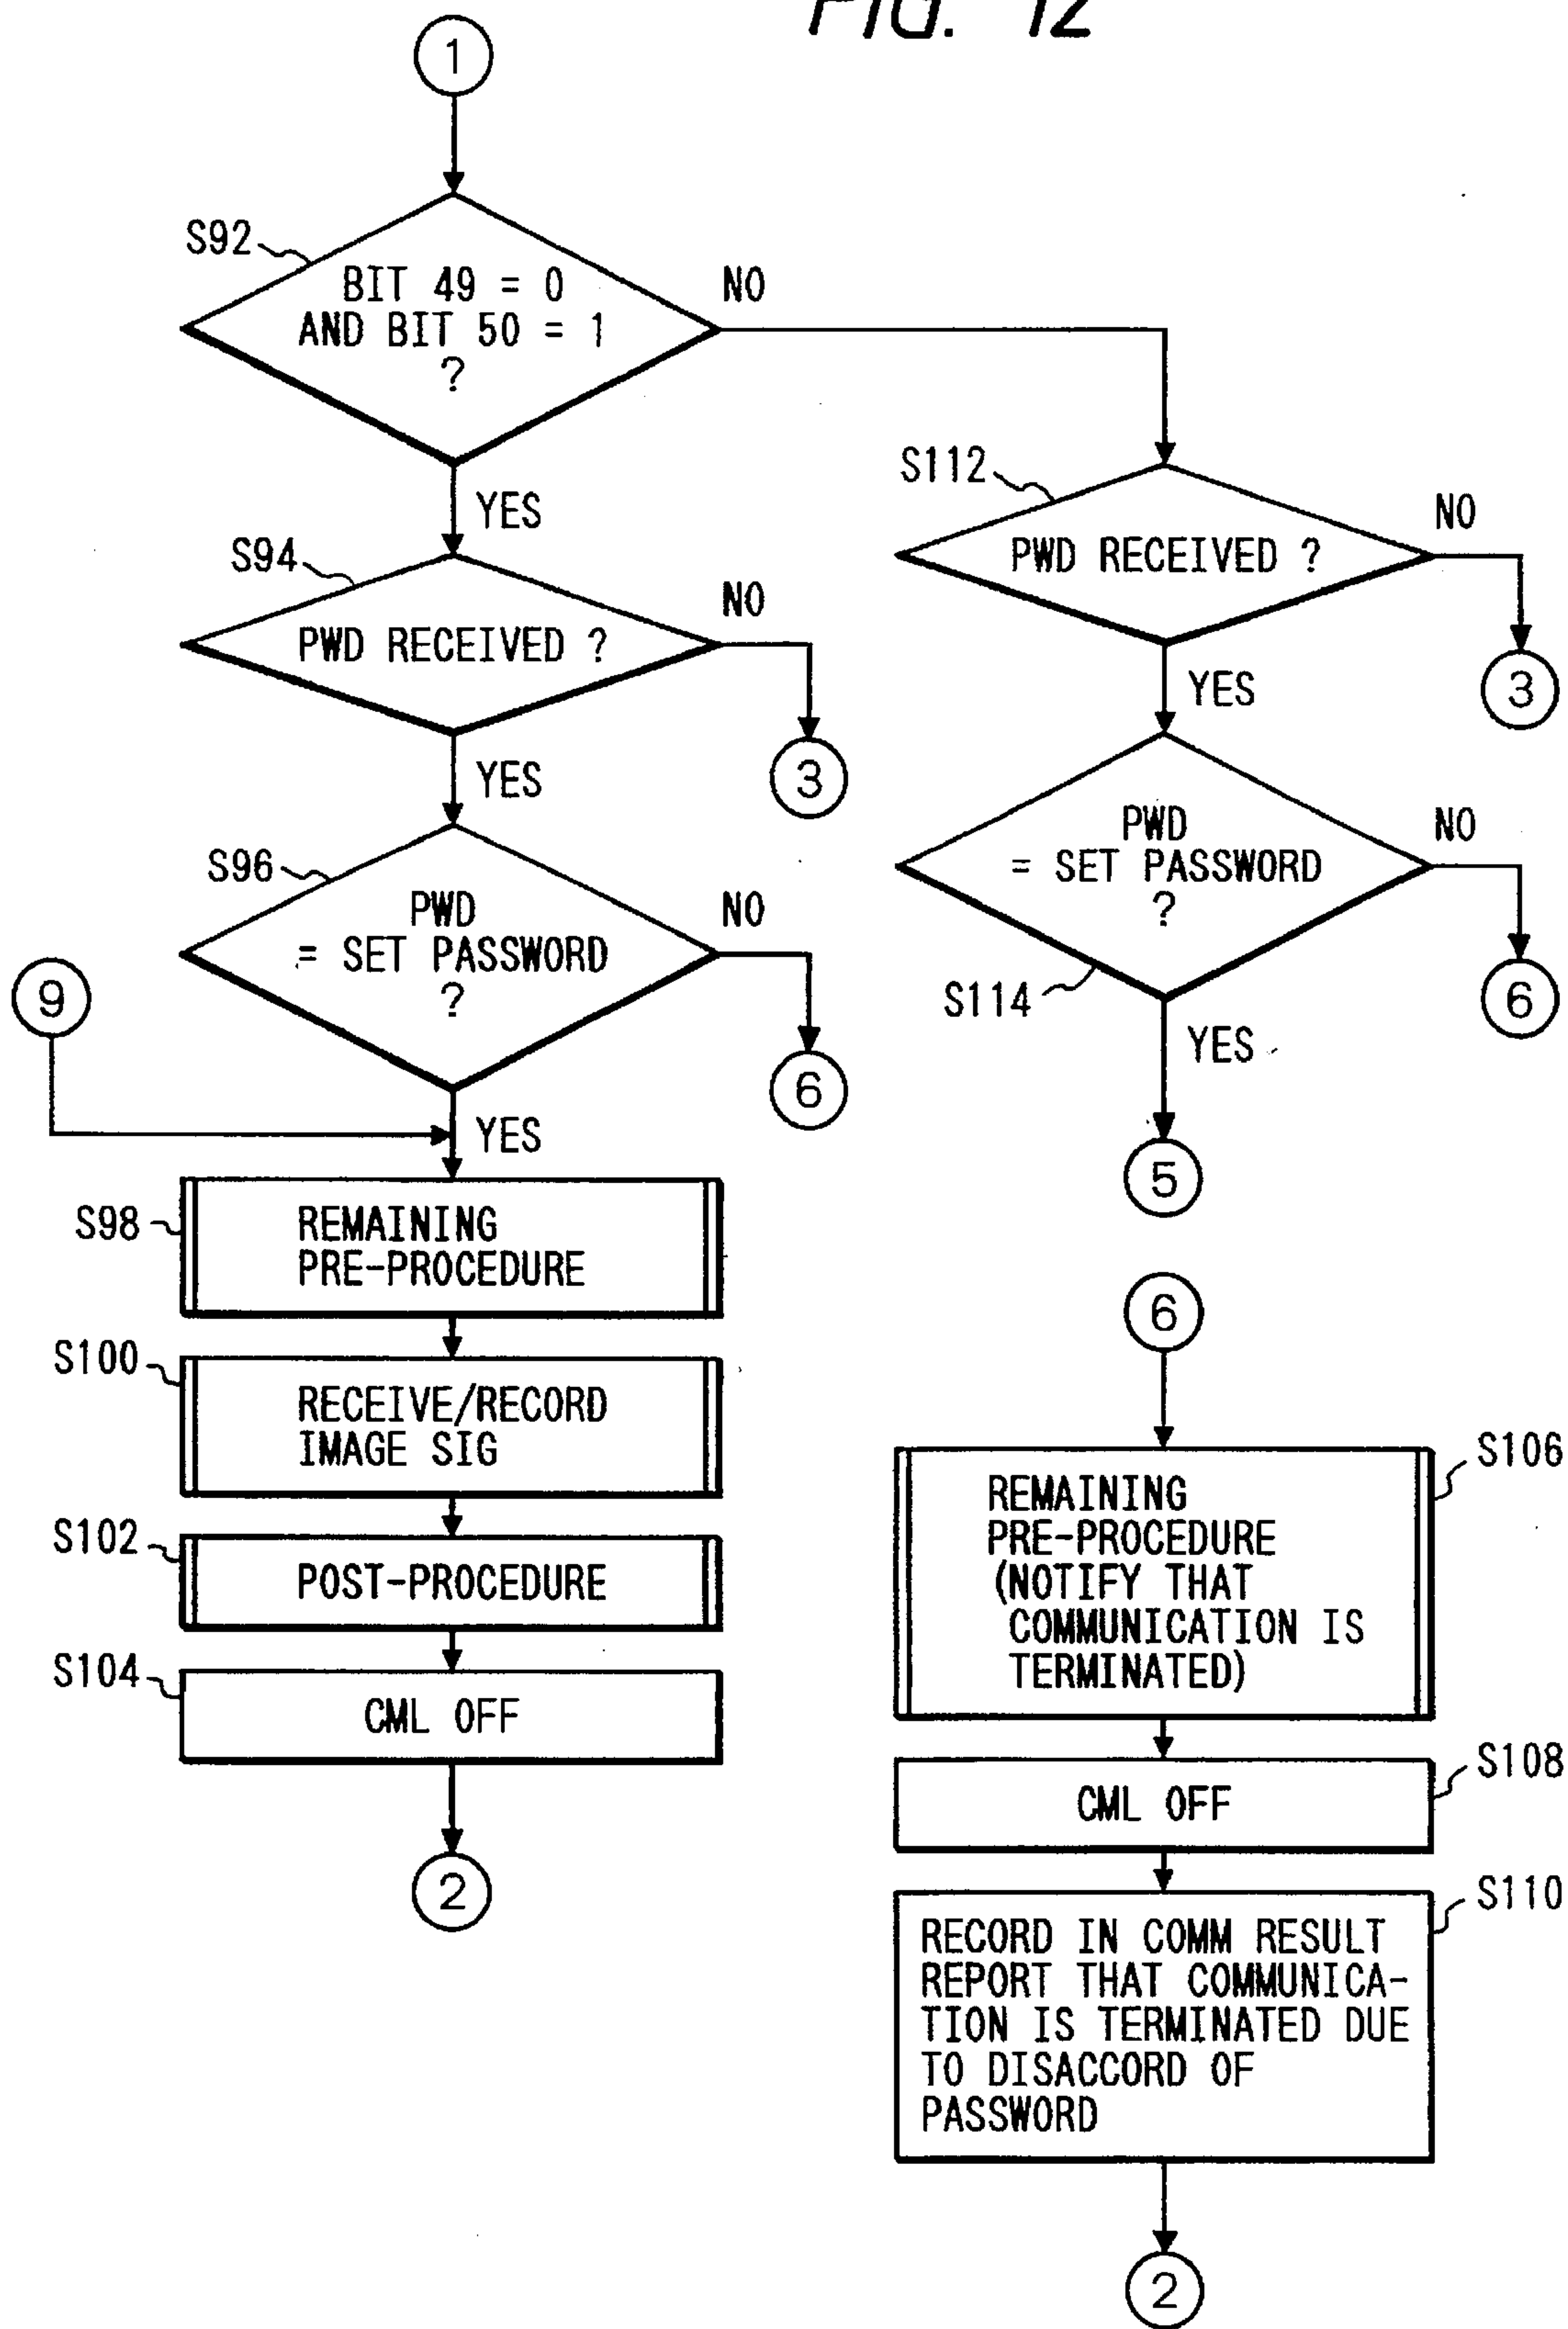 FIG. 12
1
S92
BIT 49 = 0
AND BIT 50 = 1
?
NO
YES
S94
PWD RECEIVED ?
NO
3
YES
S96
PWD
= SET PASSWORD
?
NO
6
9
YES
S98
REMAINING
PRE-PROCEDURE
S100
RECEIVE/RECORD
IMAGE SIG
S102
POST-PROCEDURE
S104
CML OFF
2
S112
PWD RECEIVED ?
NO
3
YES
PWD
= SET PASSWORD
?
NO
6
S114
YES
5
6
S106
REMAINING
PRE-PROCEDURE
(NOTIFY THAT
COMMUNICATION IS
TERMINATED)
S108
CML OFF
S110
RECORD IN COMM RESULT
REPORT THAT COMMUNICA-
TION IS TERMINATED DUE
TO DISACCORD OF
PASSWORD
2